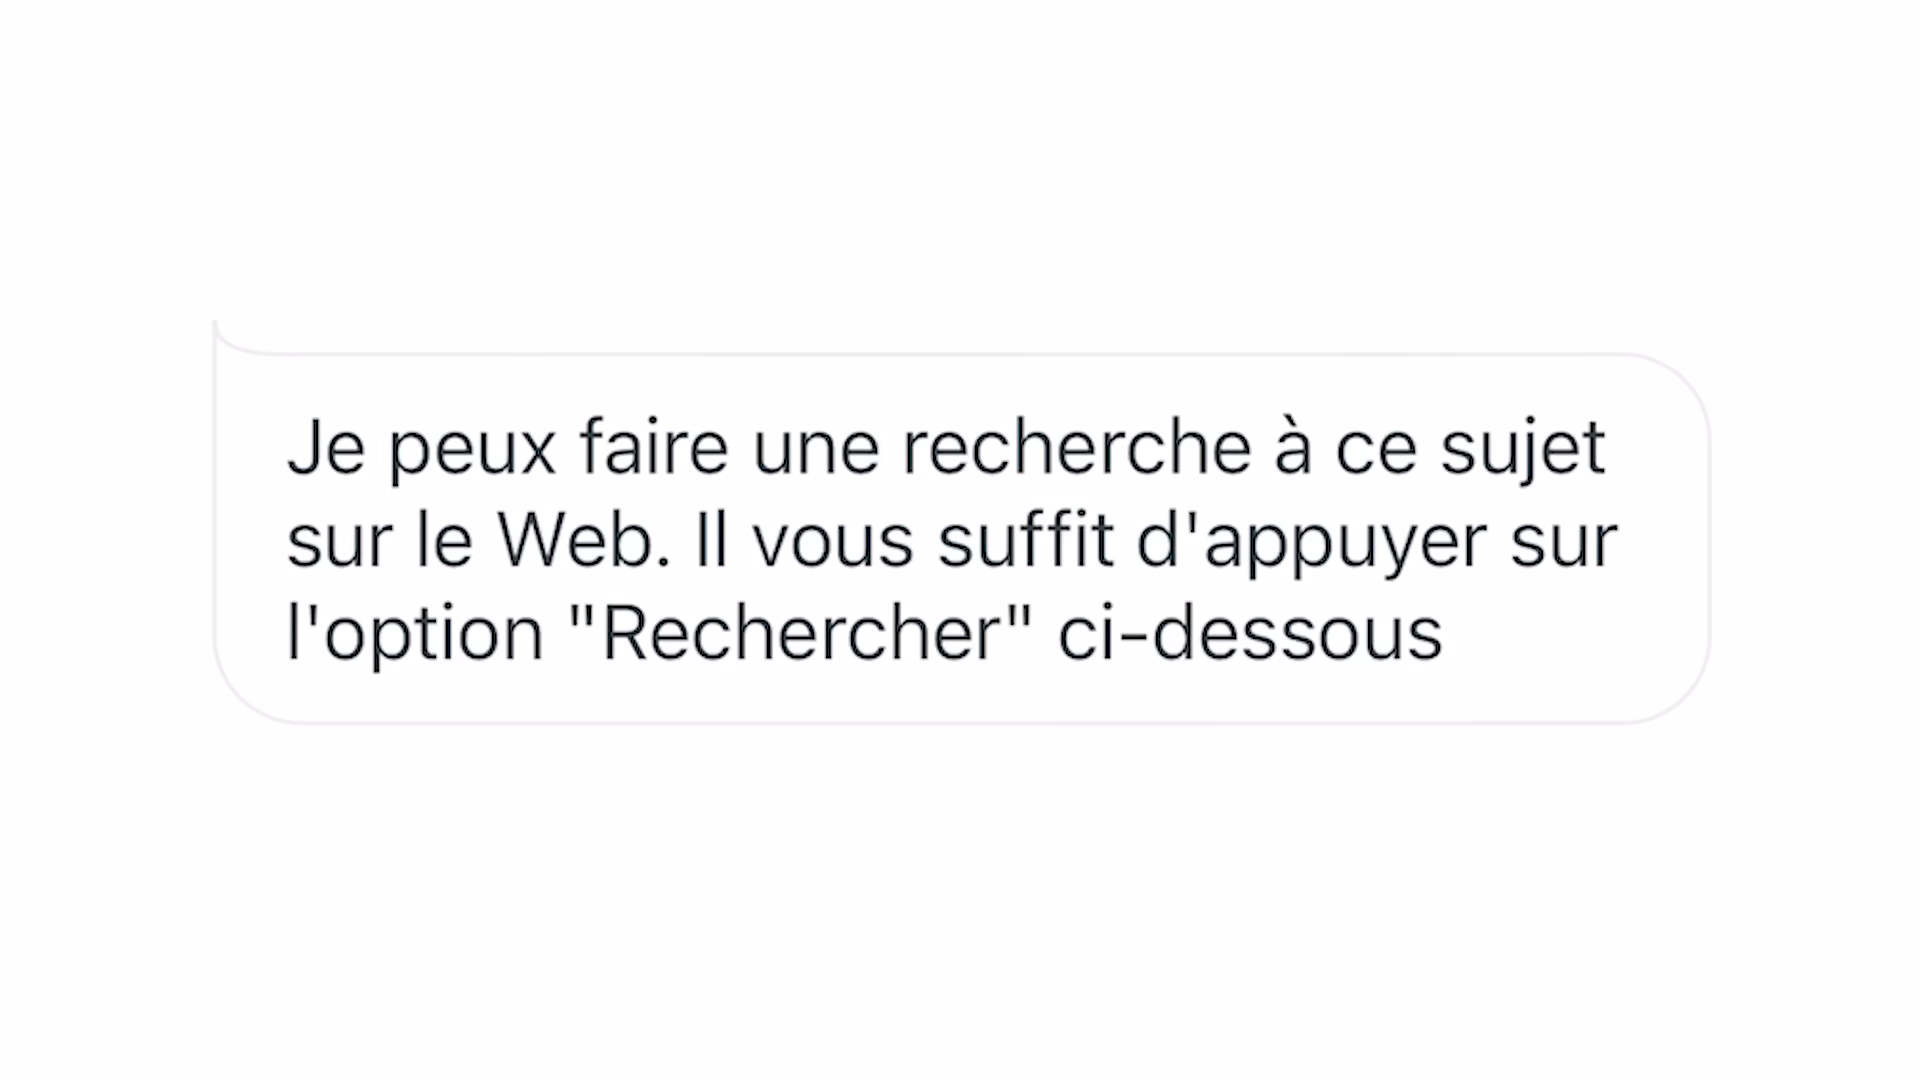 Je peux faire une recherche à ce sujet
sur le Web. Il vous suffit d'appuyer sur
l'option "Rechercher" ci-dessous